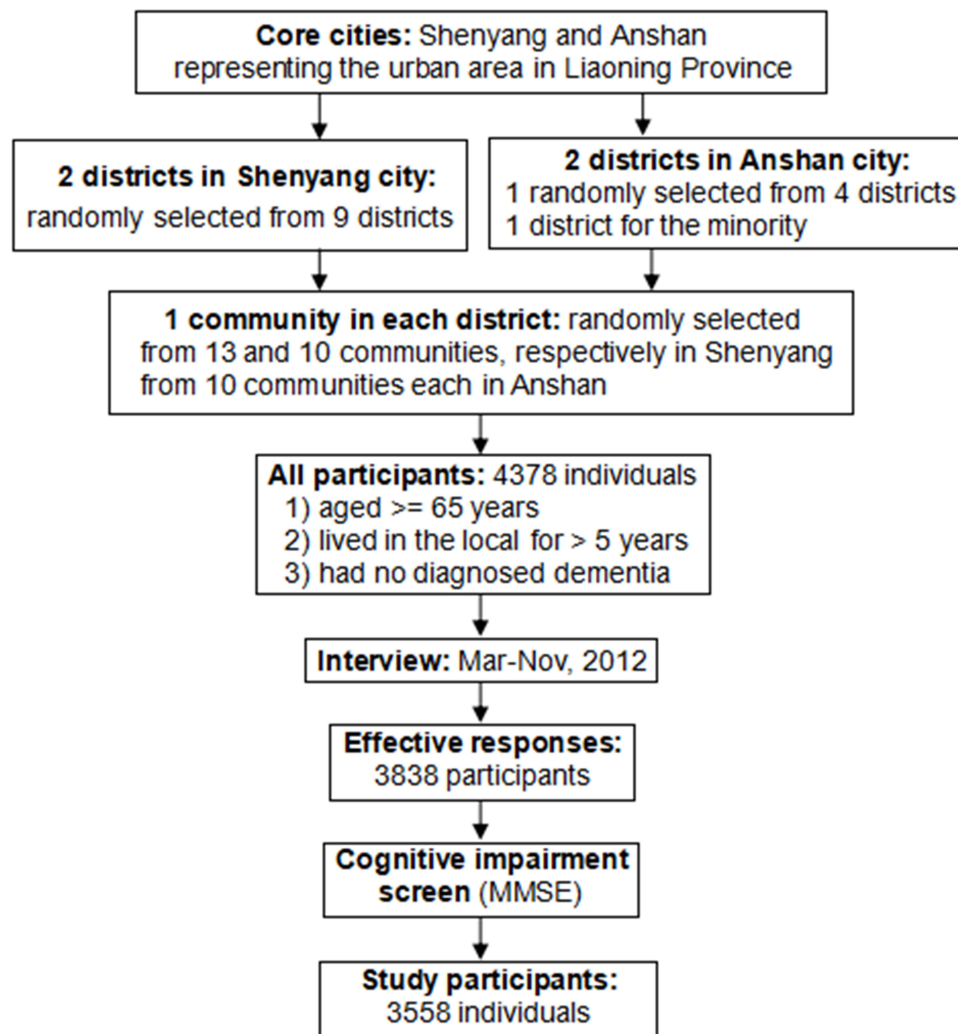 Core cities: Shenyang and Anshan
representing the urban area in Liaoning Province
2 districts in Shenyang city:
randomly selected from 9 districts
2 districts in Anshan city:
1 randomly selected from 4 districts
1 district for the minority
1 community in each district: randomly selected
from 13 and 10 communities, respectively in Shenyang
from 10 communities each in Anshan
All participants: 4378 individuals
1) aged >= 65 years
2) lived in the local for > 5 years
3) had no diagnosed dementia
Interview: Mar-Nov, 2012
Effective responses:
3838 participants
Cognitive impairment
screen (MMSE)
Study participants:
3558 individuals